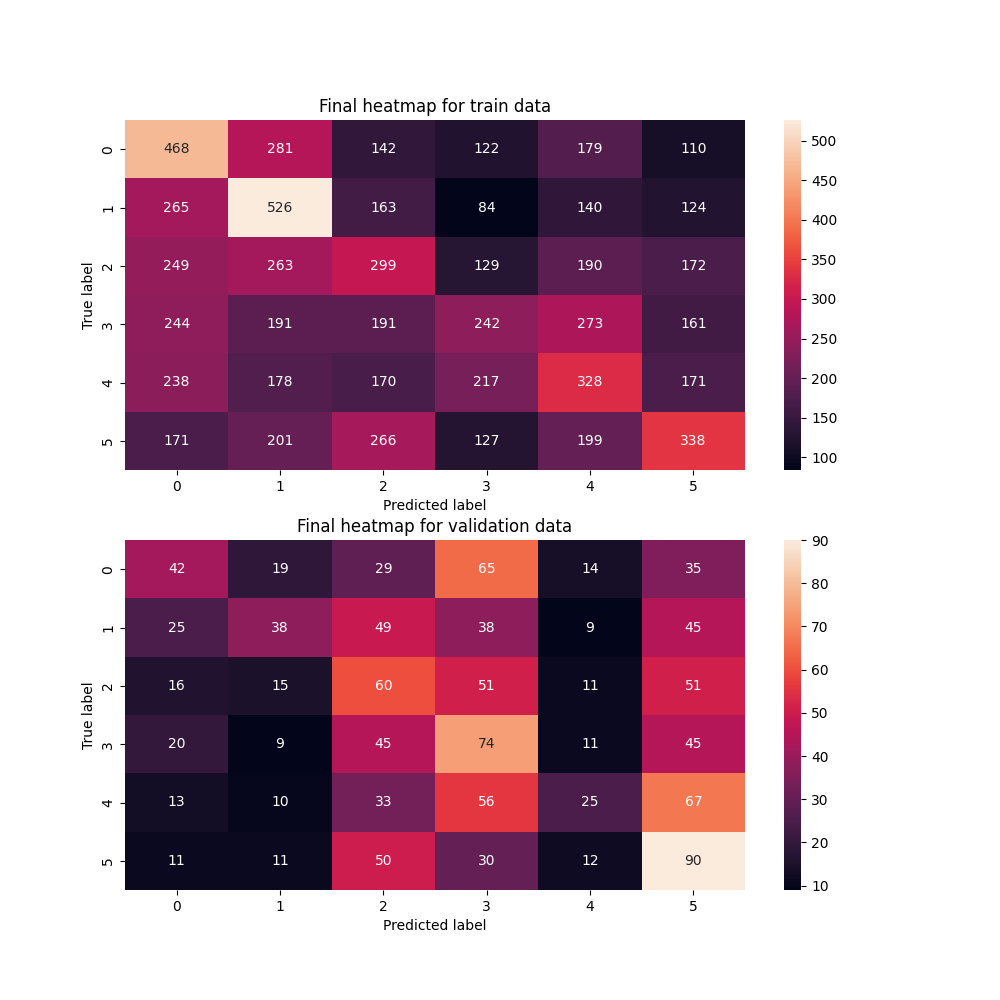 Final heatmap for train data
0 468 281 142 122 179 110
1 265 526 163 84 140 124
2 249 263 299 129 190 172
3 244 191 191 242 273 161
4 238 178 170 217 328 171
5 171 201 266 127 199 338
0 1 2 3 4 5
Predicted label
True label
500
450
400
350
300
250
200
150
100
Final heatmap for validation data
0 42 19 29 65 14 35
1 25 38 49 38 9 45
2 16 15 60 51 11 51
3 20 9 45 74 11 45
4 13 10 33 56 25 67
5 11 11 50 30 12 90
0 1 2 3 4 5
Predicted label
True label
90
80
70
60
50
40
30
20
10